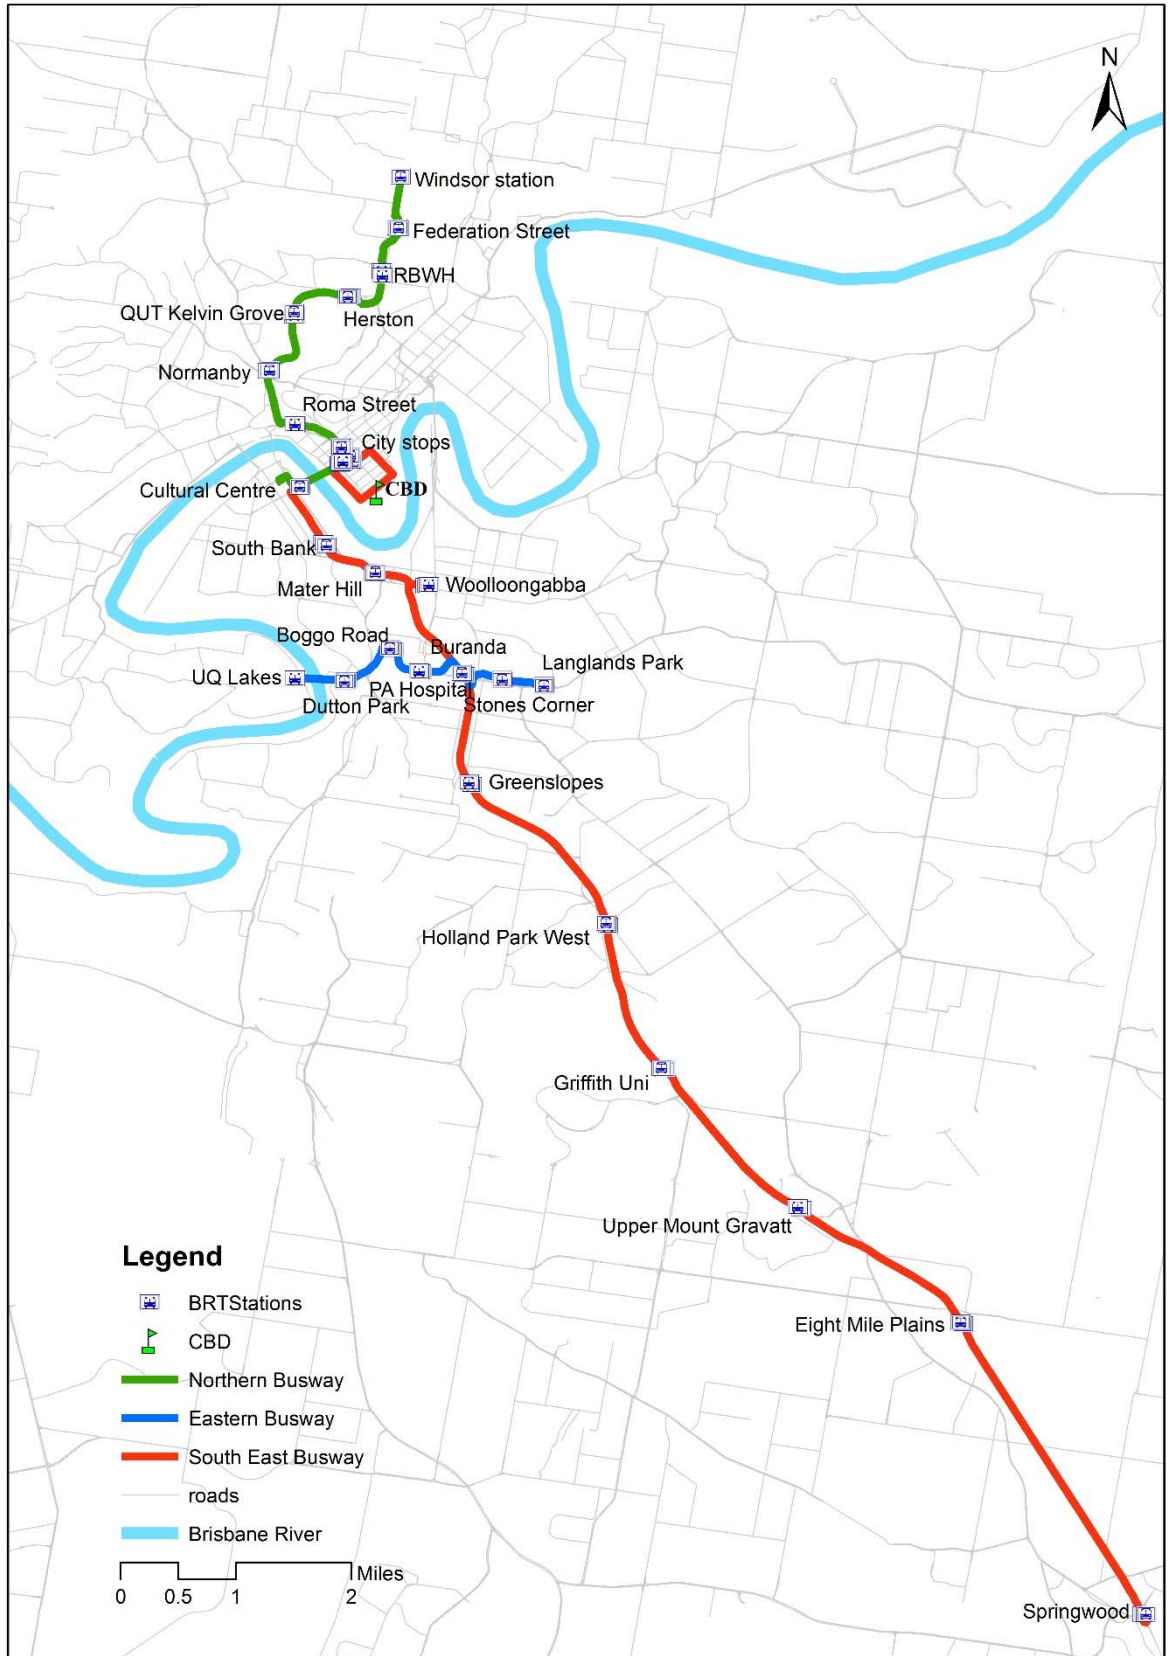 N
Windsor station
Federation Street
RBWH
QUT Kelvin Grove
Herston
Normanby
Roma Street
City stops
Cultural Centre
CBD
South Bank
Mater Hill
Woolloongabba
Boggo Road
Buranda
Langlands Park
UQ Lakes
PA Hospital
Dutton Park
Stones Corner
Greenslopes
Holland Park West
Griffith Uni
Upper Mount Gravatt
Eight Mile Plains
Springwood
Legend
BRTStations
CBD
Northern Busway
Eastern Busway
South East Busway
roads
Brisbane River
Miles
0 0.5 1 2